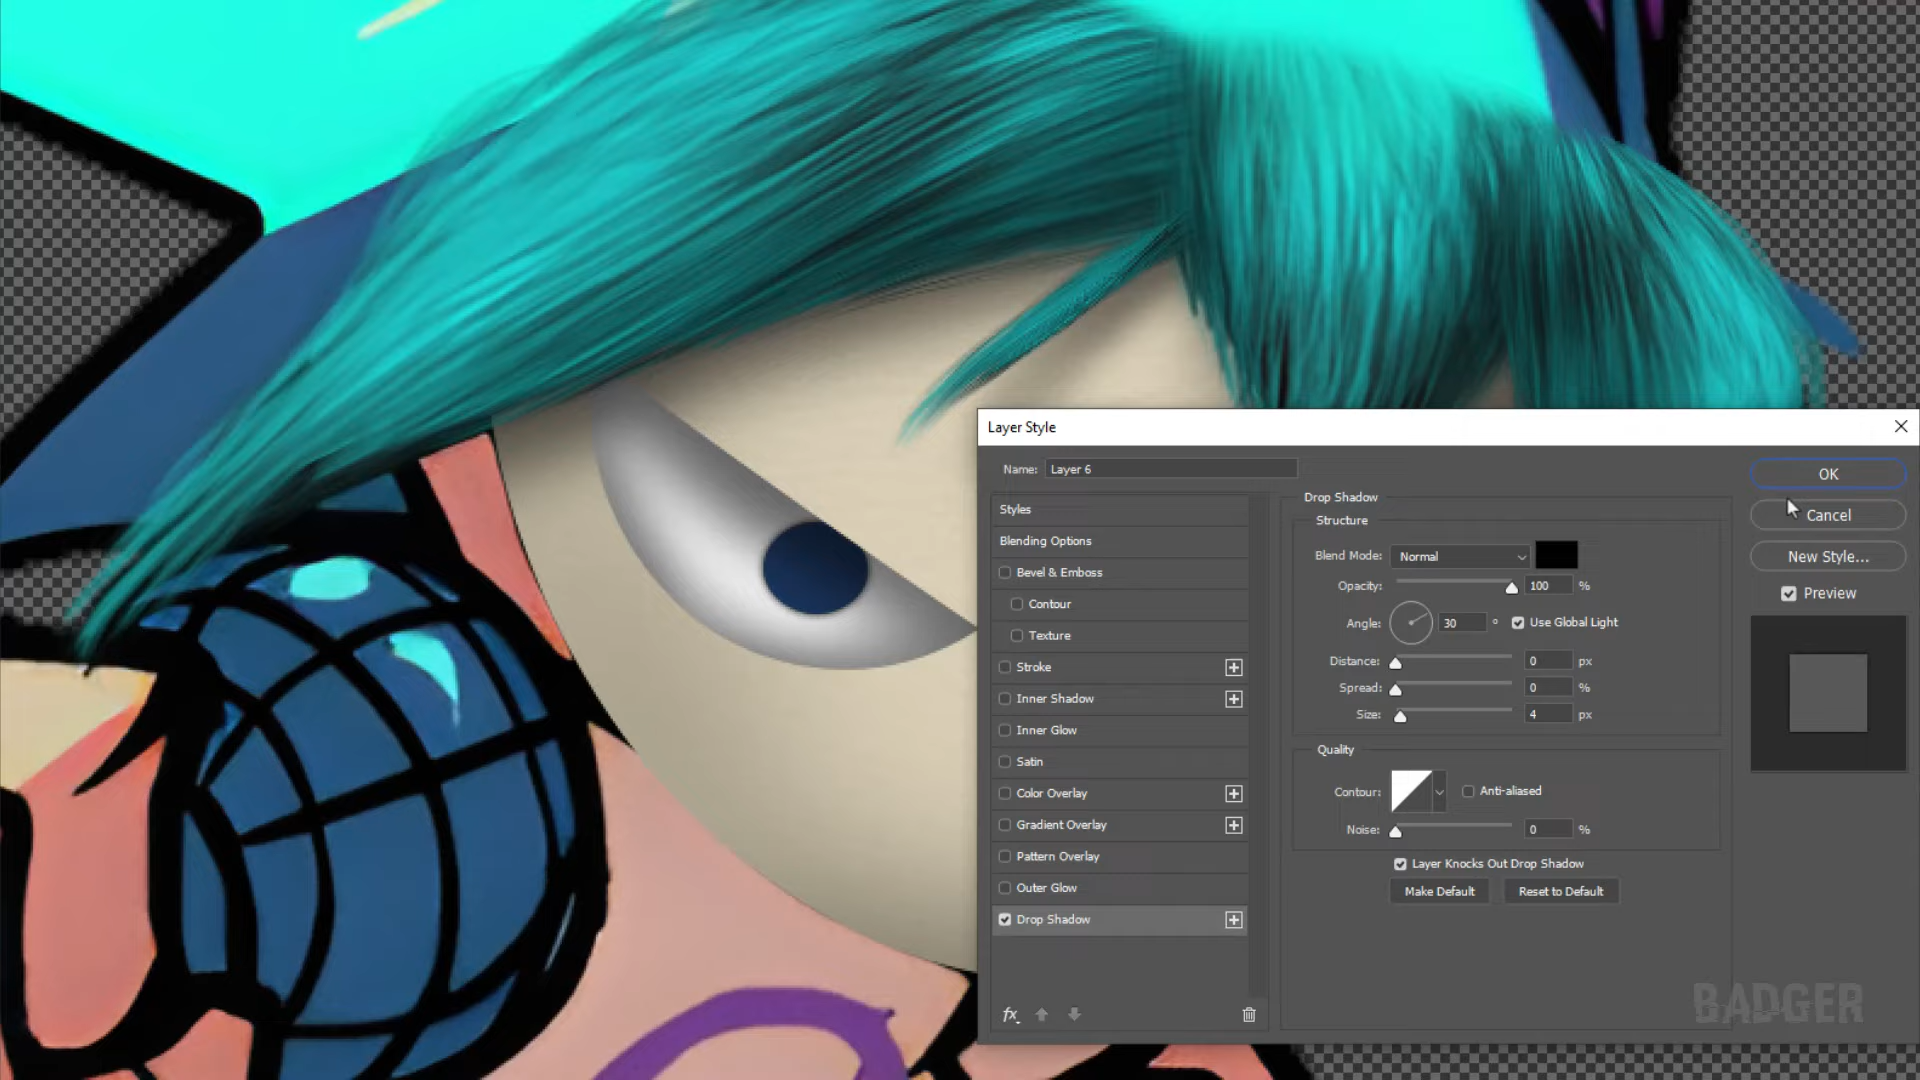 Layer Style
Name: Layer 6
OK
Cancel
New Style...
Preview
Styles
Blending Options
Bevel & Emboss
Contour
Texture
Stroke
Inner Shadow
Inner Glow
Satin
Color Overlay
Gradient Overlay
Pattern Overlay
Outer Glow
Drop Shadow
fx
Drop Shadow
Structure
Blend Mode: Normal
Opacity: 100 %
Angle: 30 ° Use Global Light
Distance: 0 px
Spread: 0 %
Size: 4 px
Quality
Contour: Anti-aliased
Noise: 0 %
Layer Knocks Out Drop Shadow
Make Default Reset to Default
BADGER